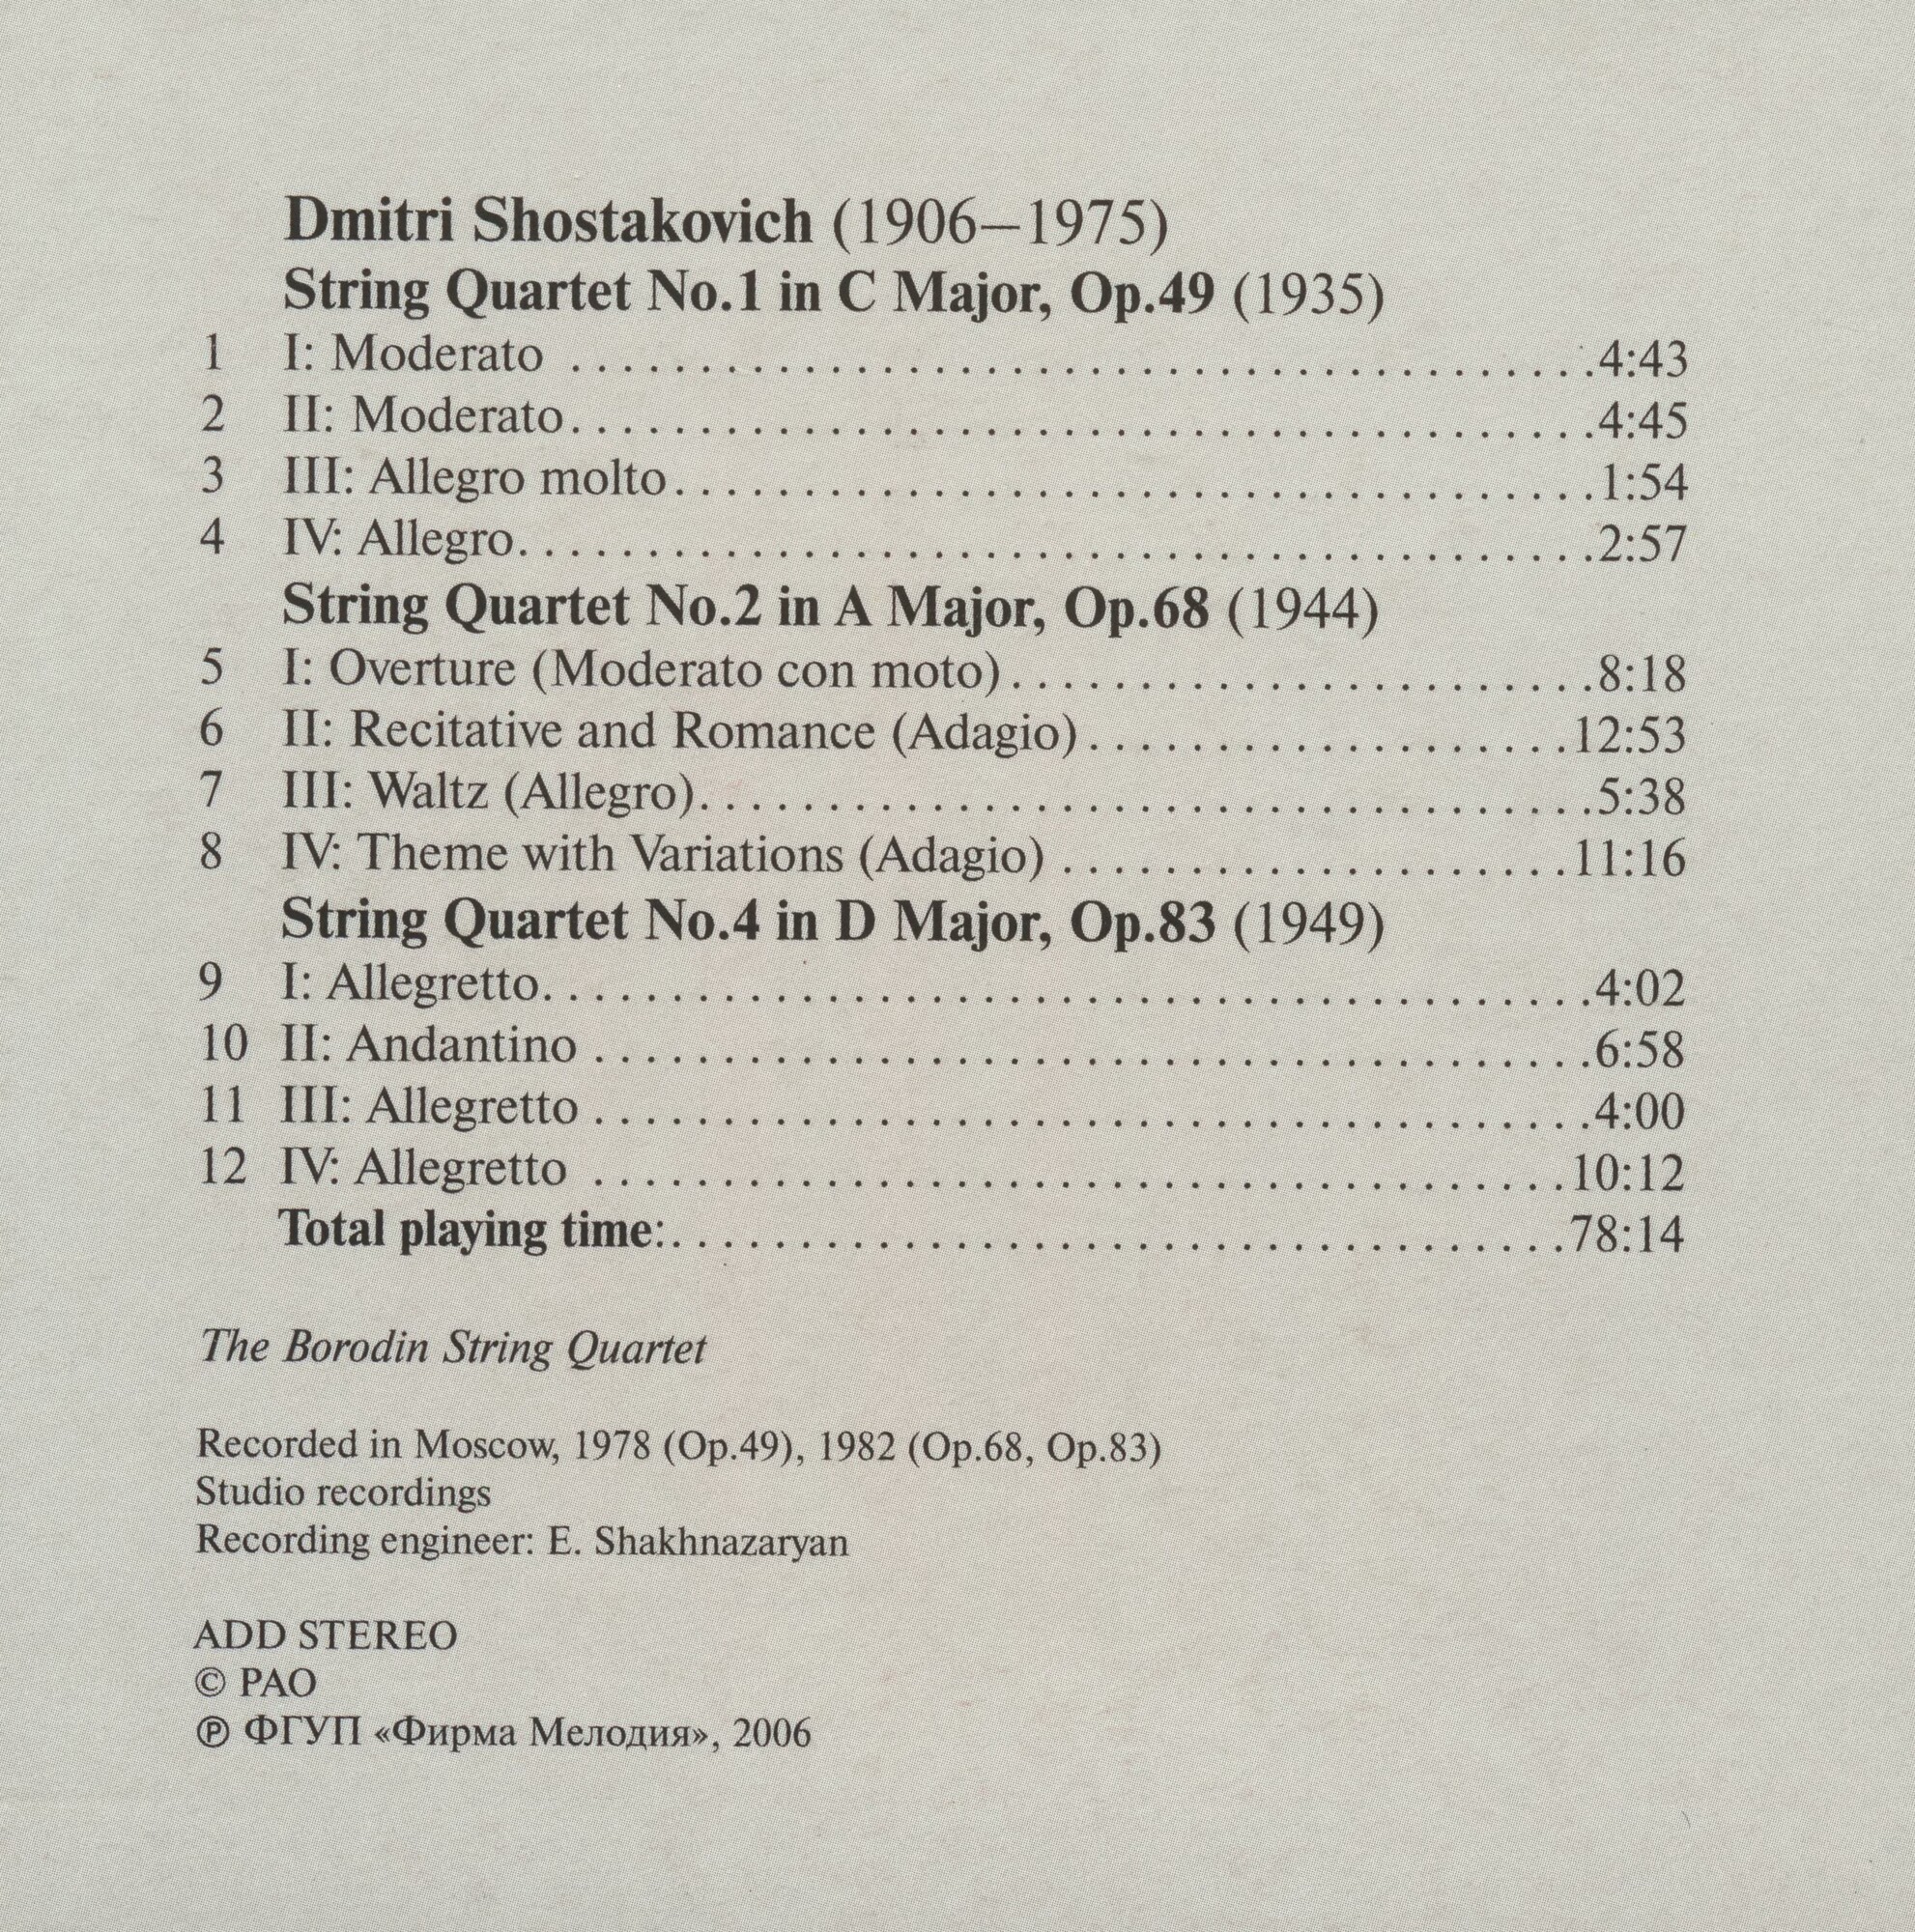 Dmitri Shostakovich (1906–1975)
String Quartet No.1 in C Major, Op.49 (1935)
1 I: Moderato ........................................4:43
2 II: Moderato........................................4:45
3 III: Allegro molto....................................1:54
4 IV: Allegro..........................................2:57
String Quartet No.2 in A Major, Op.68 (1944)
5 I: Overture (Moderato con moto).......................8:18
6 II: Recitative and Romance (Adagio)...................12:53
7 III: Waltz (Allegro)...................................5:38
8 IV: Theme with Variations (Adagio) ....................11:16
String Quartet No.4 in D Major, Op.83 (1949)
9 I: Allegretto.........................................4:02
10 II: Andantino .......................................6:58
11 III: Allegretto .......................................4:00
12 IV: Allegretto ......................................10:12
Total playing time:...................................78:14
The Borodin String Quartet
Recorded in Moscow, 1978 (Op.49), 1982 (Op.68, Op.83)
Studio recordings
Recording engineer: E. Shakhnazaryan
ADD STEREO
© РАО
℗ ФГУП «Фирма Мелодия», 2006